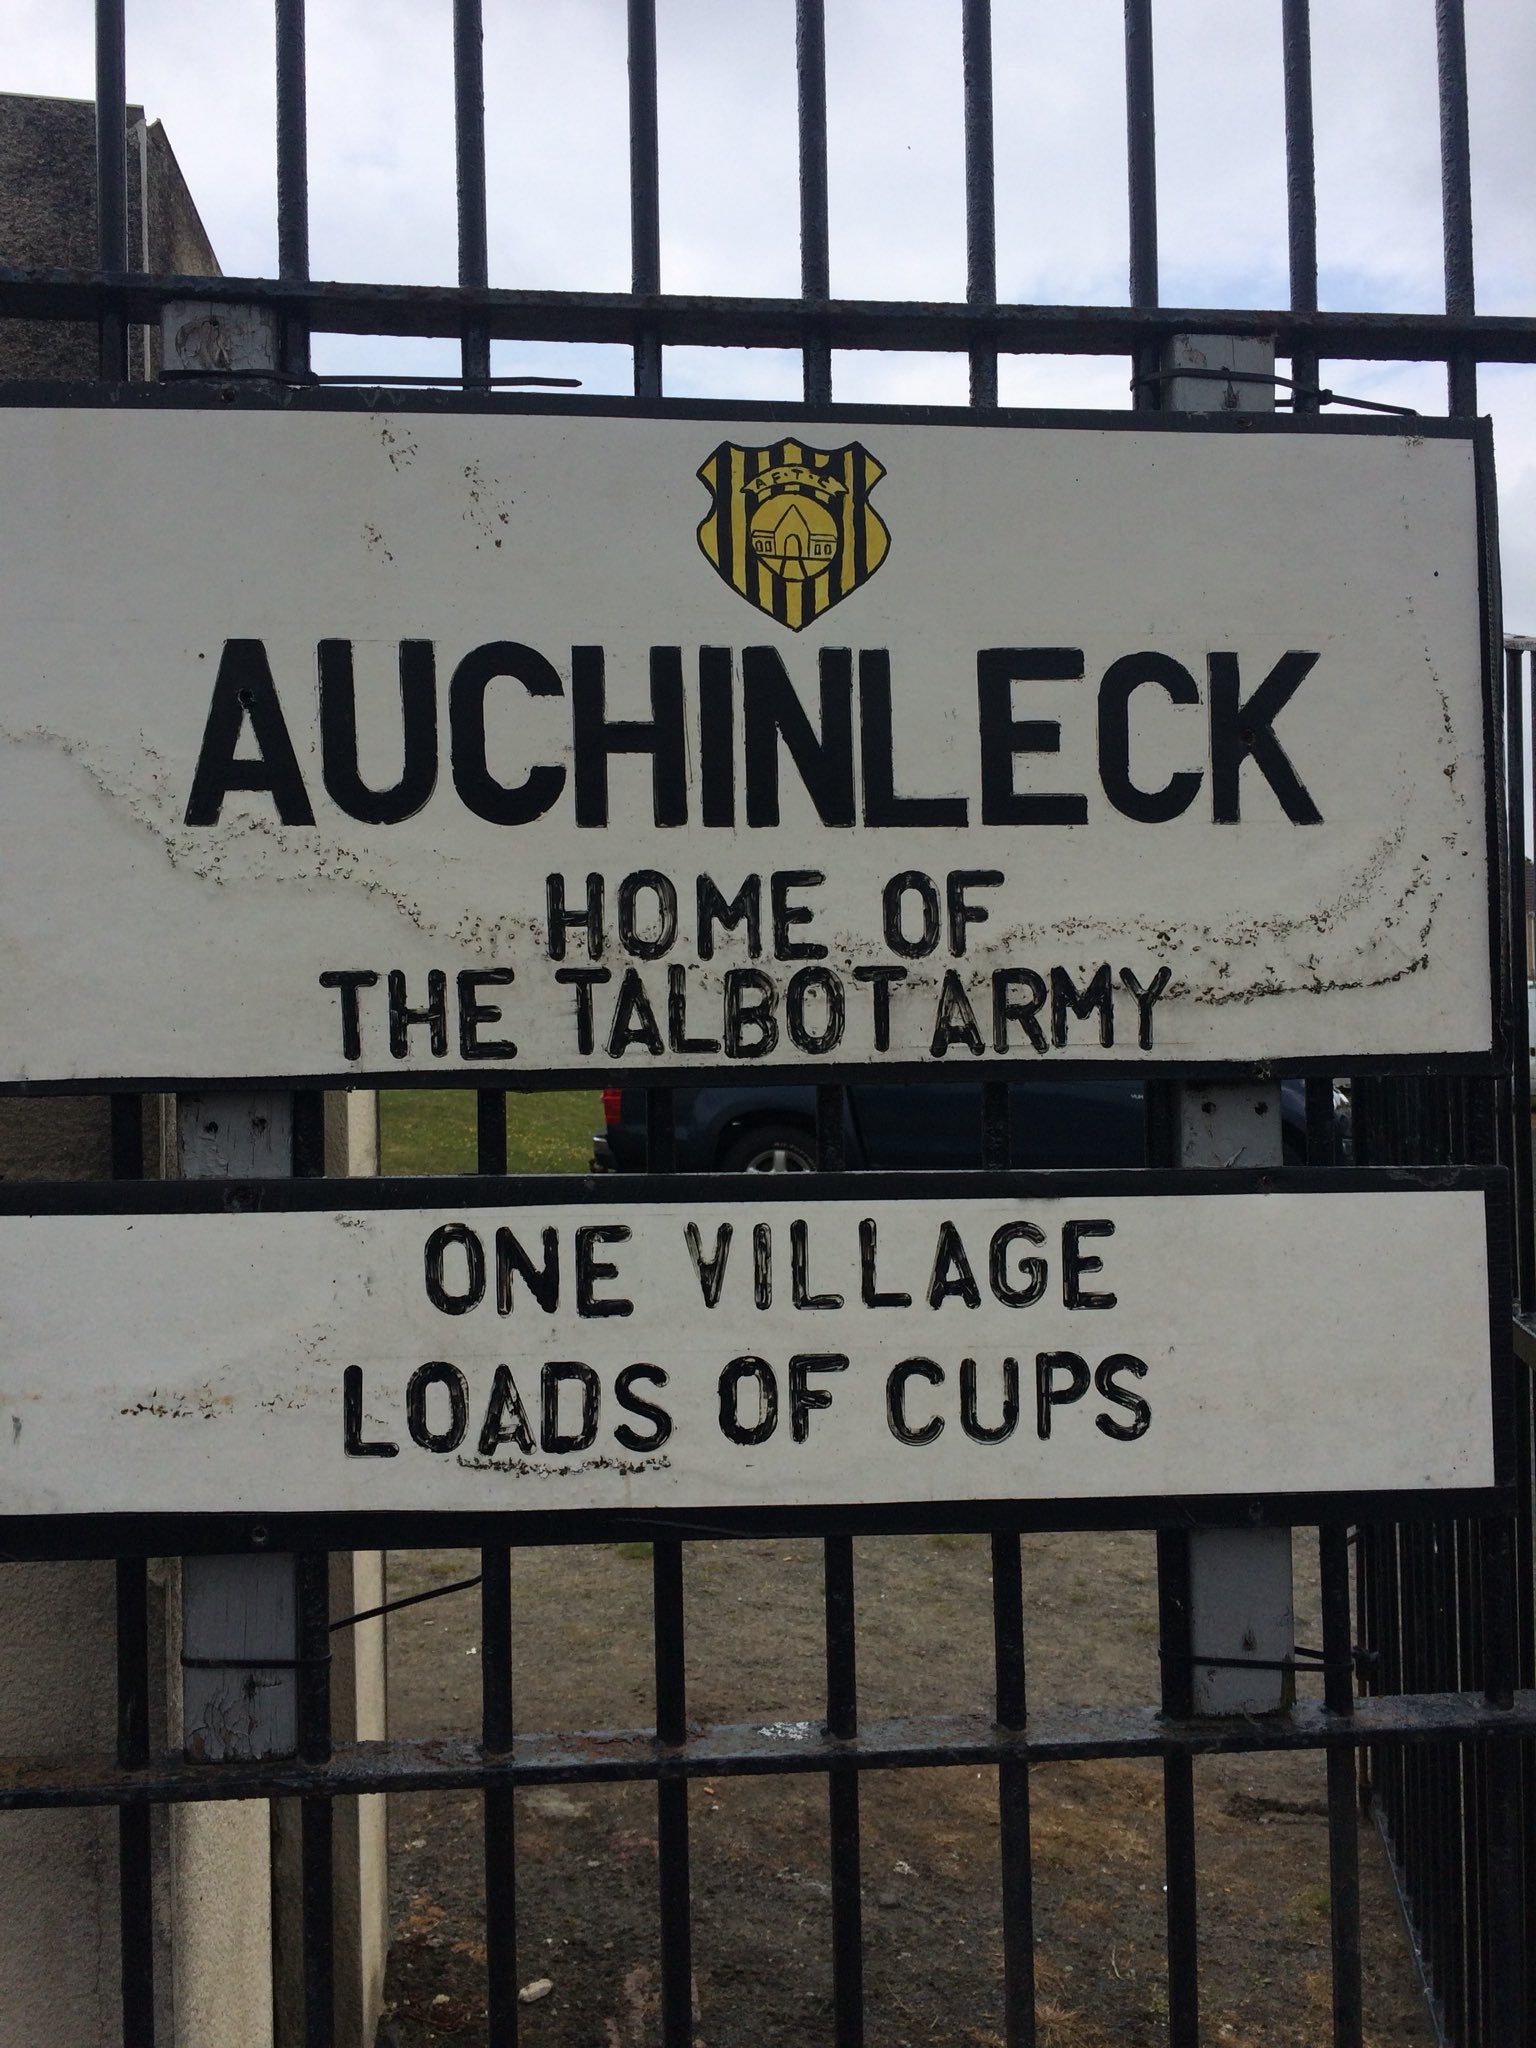 A·F·T·C
AUCHINLECK
HOME OF
THE TALBOT ARMY
ONE VILLAGE
LOADS OF CUPS